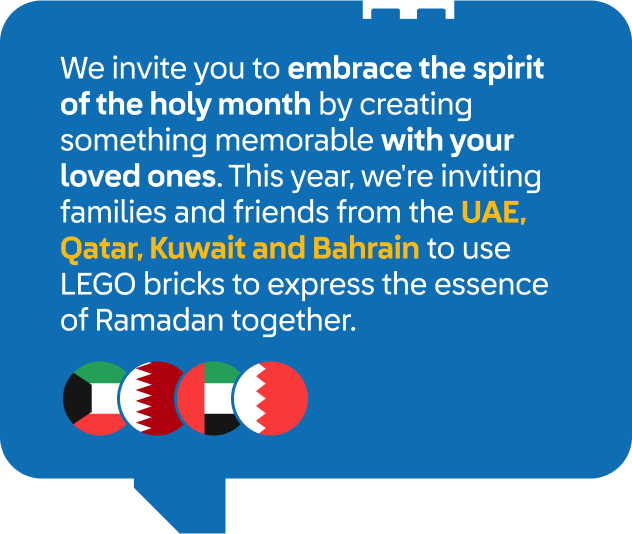 We invite you to embrace the spirit
of the holy month by creating
something memorable with your
loved ones. This year, we're inviting
families and friends from the UAE,
Qatar, Kuwait and Bahrain to use
LEGO bricks to express the essence
of Ramadan together.